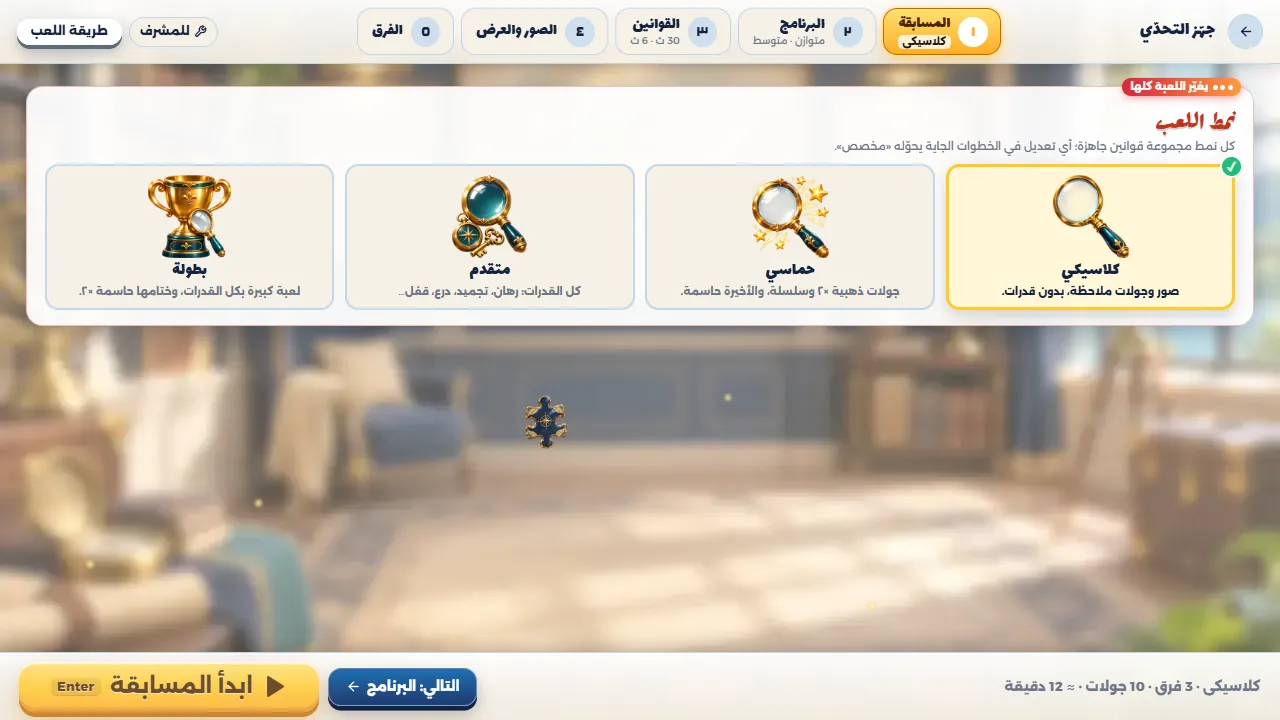 جهّز التحدّي
١
المسابقة
كلاسيكي
٢
البرنامج
متوازن · متوسط
٣
القوانين
30 ث · 6 ث
٤
الصور والعرض
٥
الفرق
للمشرف
طريقة اللعب
يغيّر اللعبة كلها
نمط اللعب
كل نمط مجموعة قوانين جاهزة؛ أي تعديل في الخطوات الجاية يحوّله «مخصص».
كلاسيكي
صور وجولات ملاحظة، بدون قدرات.
حماسي
جولات ذهبية ×٢ وسلسلة، والأخيرة حاسمة.
متقدم
كل القدرات: رهان، تجميد، درع، قفل…
بطولة
لعبة كبيرة بكل القدرات، وختامها حاسمة ×٢.
كلاسيكي · 3 فرق · 10 جولات · ≈ 12 دقيقة
التالي: البرنامج ←
ابدأ المسابقة Enter